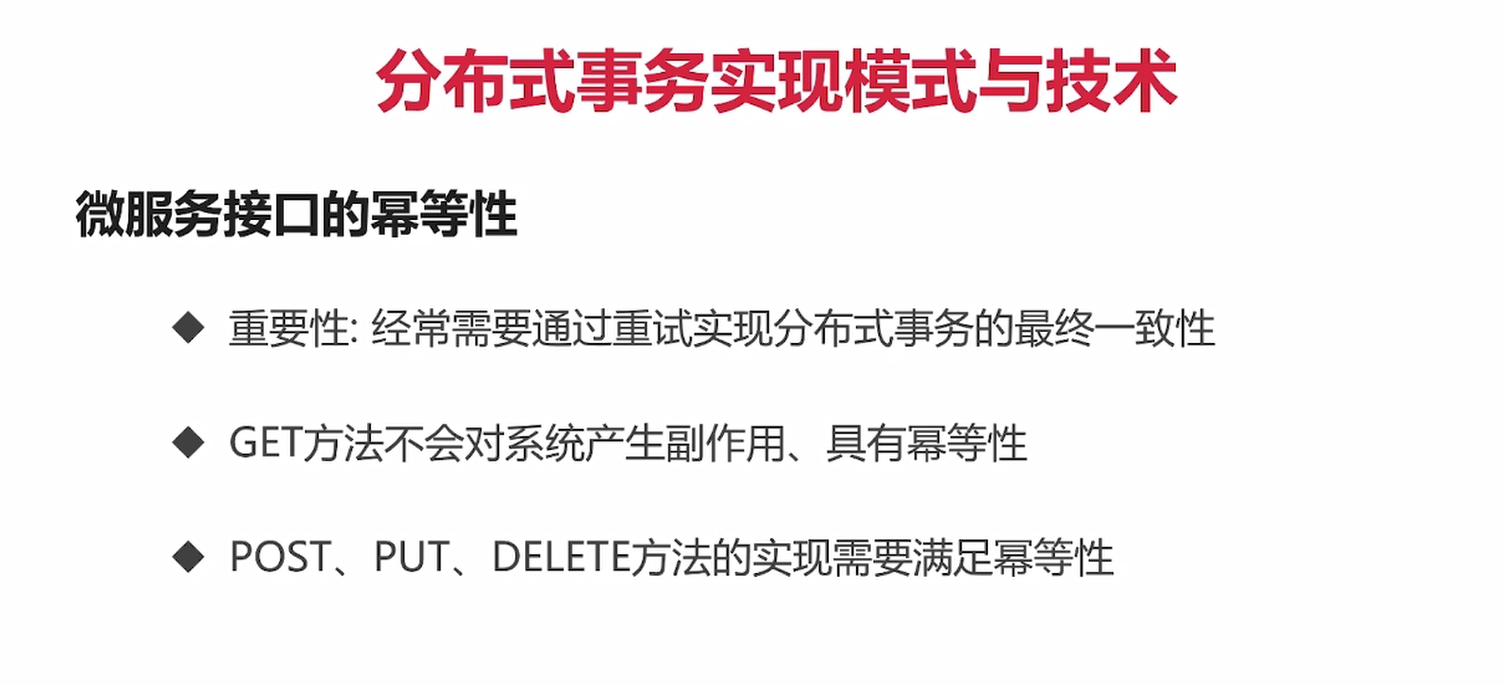 分布式事务实现模式与技术
微服务接口的幂等性
◆ 重要性: 经常需要通过重试实现分布式事务的最终一致性
◆ GET方法不会对系统产生副作用、具有幂等性
◆ POST、PUT、DELETE方法的实现需要满足幂等性